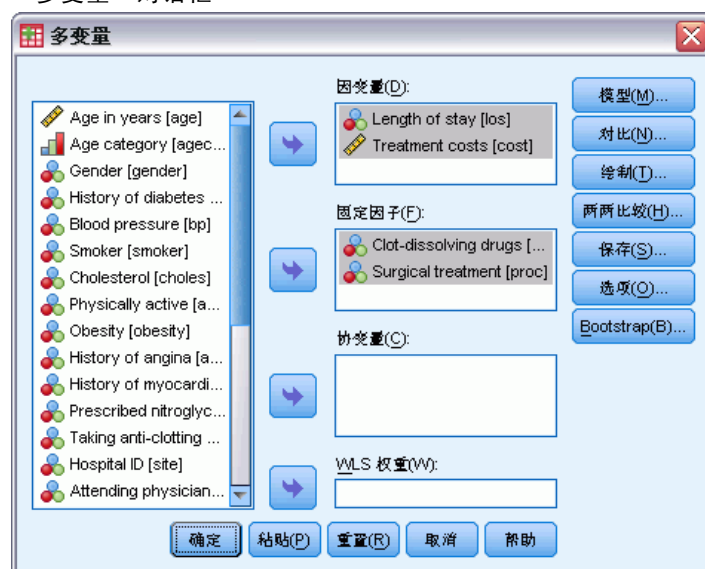 多变量
Age in years [age]
Age category [agec...
Gender [gender]
History of diabetes ...
Blood pressure [bp]
Smoker [smoker]
Cholesterol [choles]
Physically active [a...
Obesity [obesity]
History of angina [a...
History of myocardi...
Prescribed nitroglyc...
Taking anti-clotting ...
Hospital ID [site]
Attending physician...
因变量(D):
Length of stay [los]
Treatment costs [cost]
固定因子(F):
Clot-dissolving drugs [...
Surgical treatment [proc]
协变量(C):
WLS 权重(W):
模型(M)...
对比(N)...
绘制(T)...
两两比较(H)...
保存(S)...
选项(O)...
Bootstrap(B)...
确定
粘贴(P)
重置(R)
取消
帮助